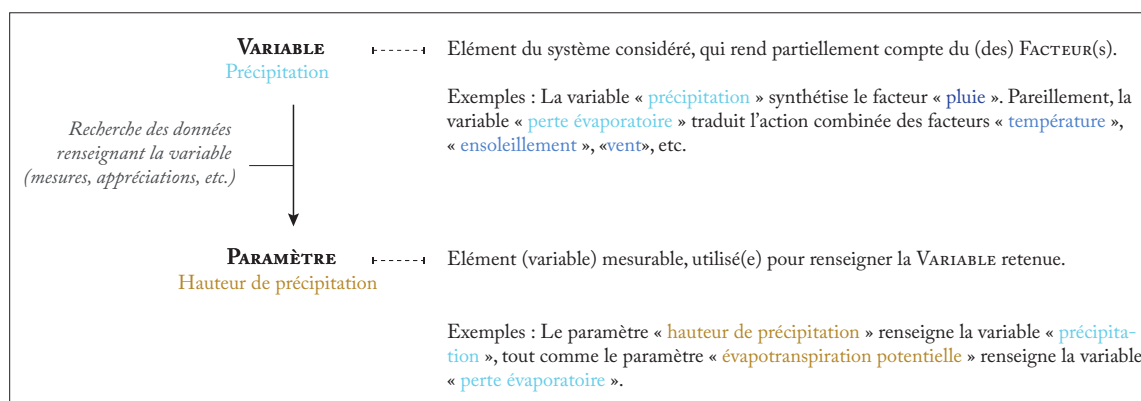 VARIABLE
Précipitation
Elément du système considéré, qui rend partiellement compte du (des) FACTEUR(s).
Exemples : La variable « précipitation » synthétise le facteur « pluie ». Pareillement, la
variable « perte évaporatoire » traduit l’action combinée des facteurs « température »,
« ensoleillement », «vent», etc.
Recherche des données
renseignant la variable
(mesures, appréciations, etc.)
PARAMÈTRE
Hauteur de précipitation
Elément (variable) mesurable, utilisé(e) pour renseigner la VARIABLE retenue.
Exemples : Le paramètre « hauteur de précipitation » renseigne la variable « précipita-
tion », tout comme le paramètre « évapotranspiration potentielle » renseigne la variable
« perte évaporatoire ».